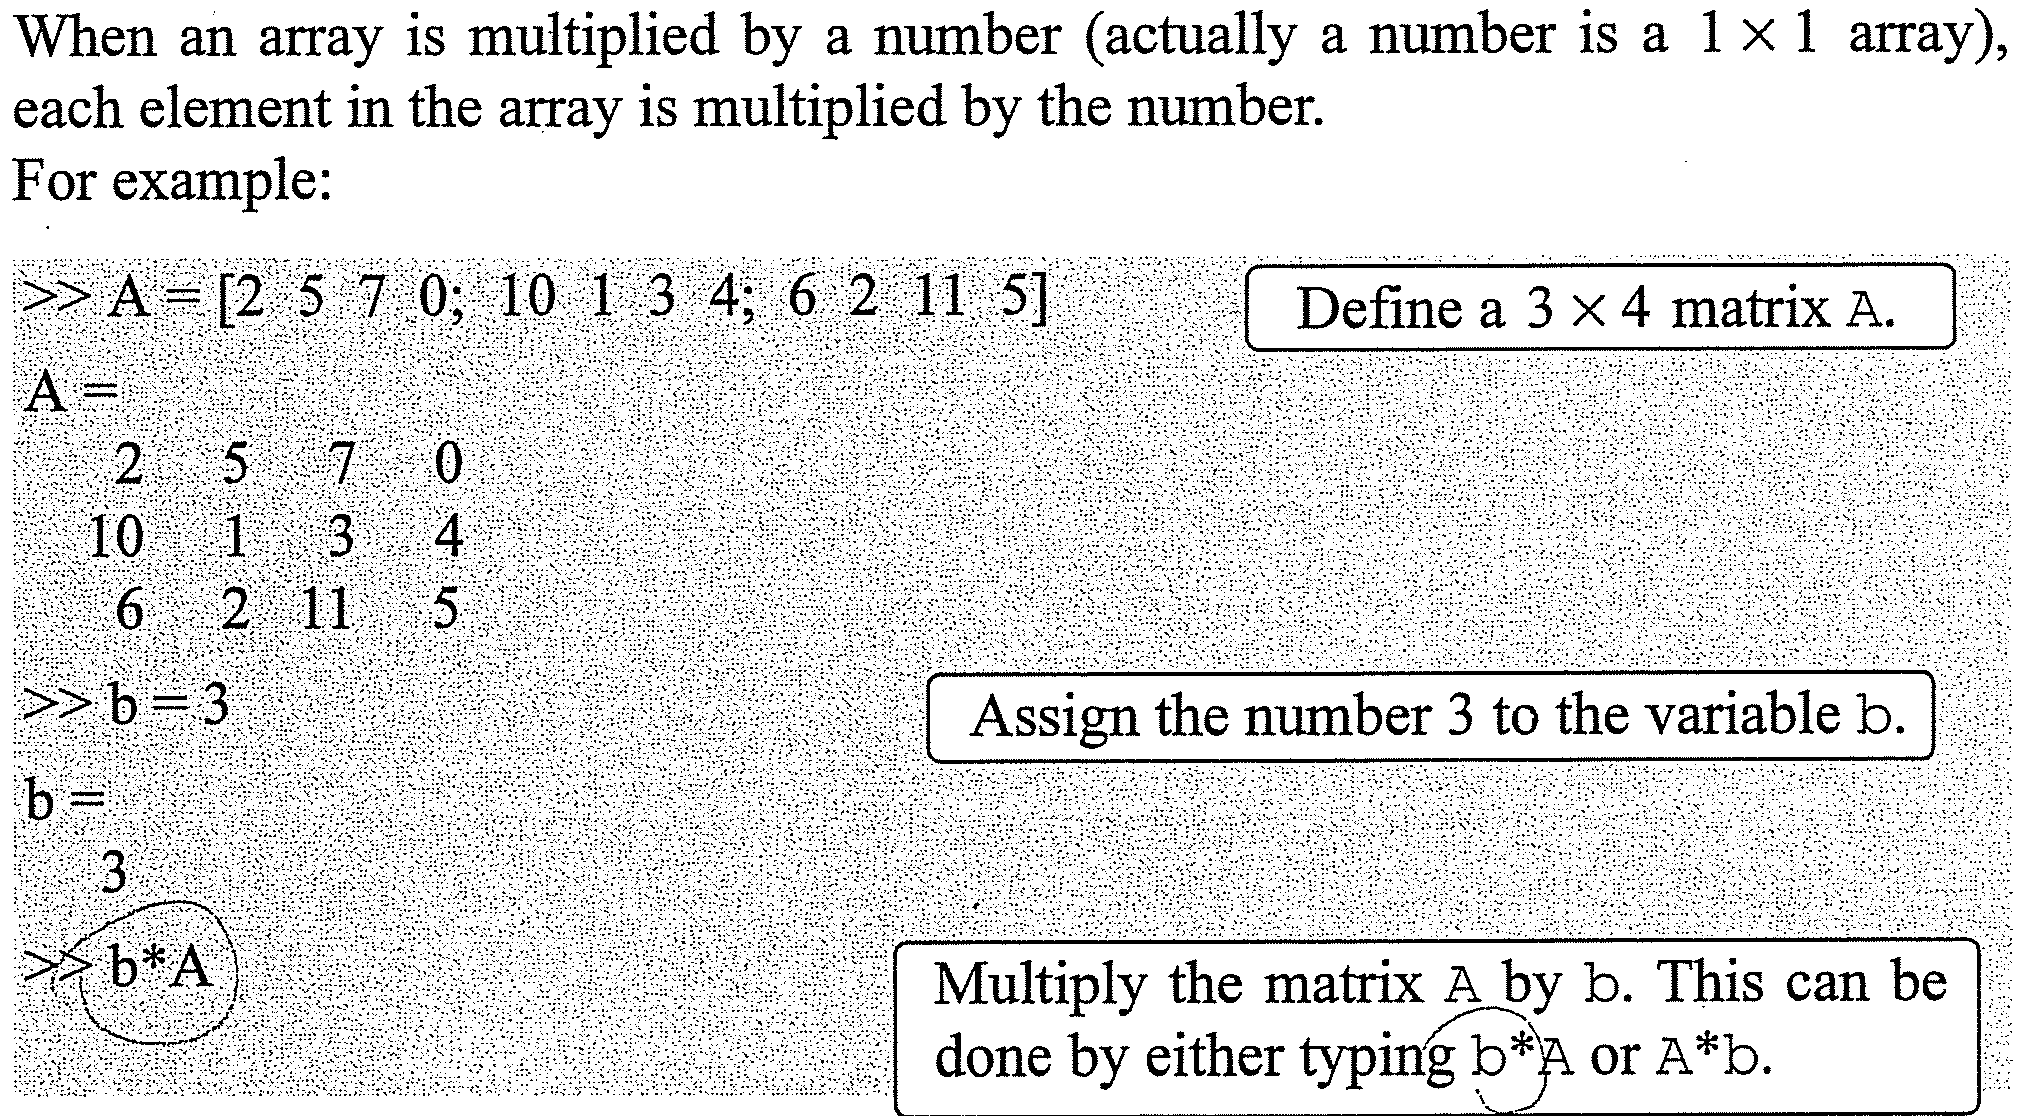 When an array is multiplied by a number (actually a number is a 1 × 1 array),
each element in the array is multiplied by the number.
For example:
>> A = [2 5 7 0; 10 1 3 4; 6 2 11 5]
Define a 3 × 4 matrix A.
A =
2 5 7 0
10 1 3 4
6 2 11 5
>> b = 3
Assign the number 3 to the variable b.
b =
3
>> b*A
Multiply the matrix A by b. This can be
done by either typing b*A or A*b.